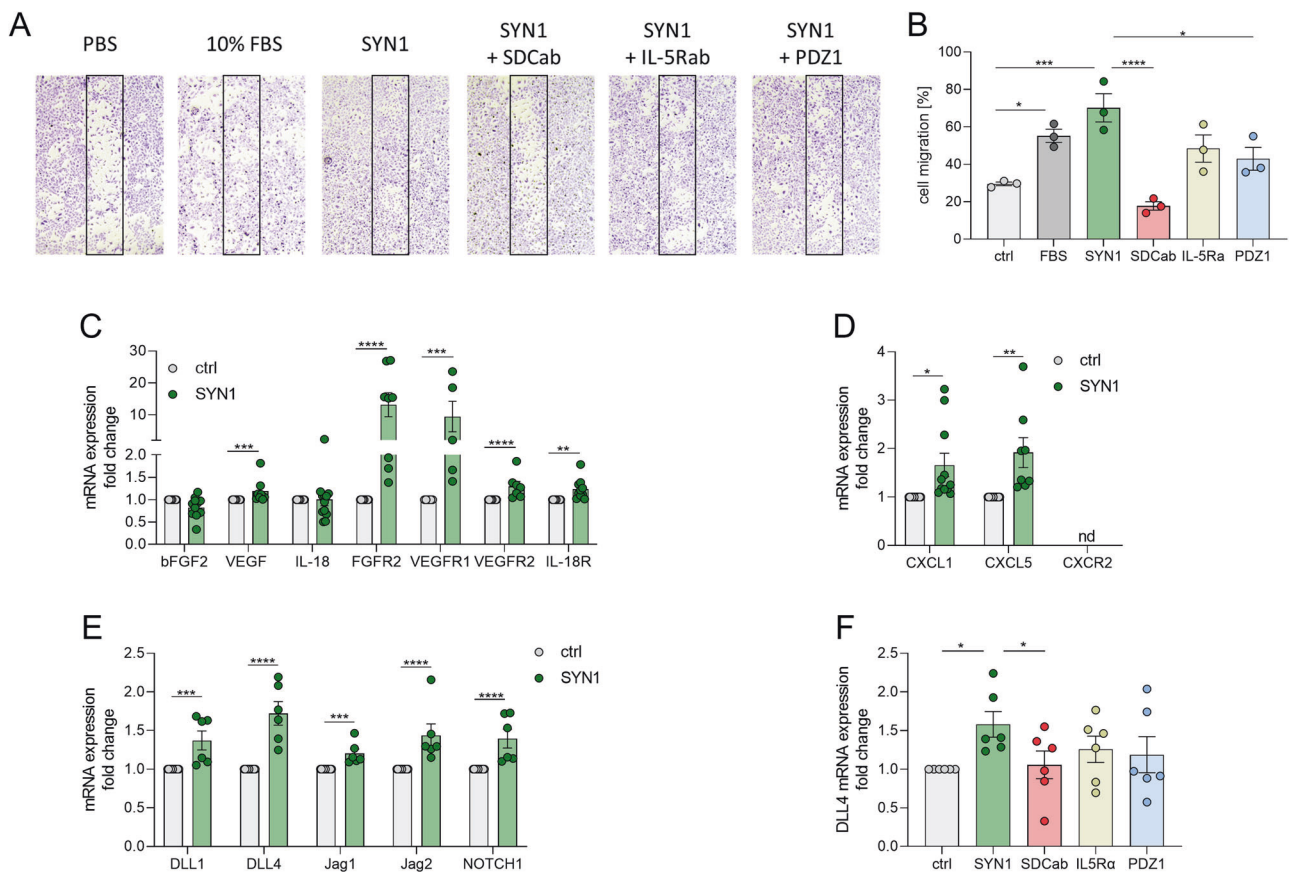 A
PBS
10% FBS
SYN1
SYN1
+ SDCab
SYN1
+ IL-5Rab
SYN1
+ PDZ1
B
cell migration [%]
100
80
60
40
20
0
*
***
****
*
ctrl
FBS
SYN1
SDCab
IL-5Ra
PDZ1
C
mRNA expression
fold change
30
20
10
2.0
1.5
1.0
0.5
0.0
ctrl
SYN1
***
****
***
****
**
bFGF2
VEGF
IL-18
FGFR2
VEGFR1
VEGFR2
IL-18R
D
mRNA expression
fold change
4
3
2
1
0
*
**
ctrl
SYN1
nd
CXCL1
CXCL5
CXCR2
E
mRNA expression
fold change
2.5
2.0
1.5
1.0
0.5
0.0
***
****
***
****
****
ctrl
SYN1
DLL1
DLL4
Jag1
Jag2
NOTCH1
F
DLL4 mRNA expression
fold change
2.5
2.0
1.5
1.0
0.5
0.0
*
*
ctrl
SYN1
SDCab
IL5Rα
PDZ1